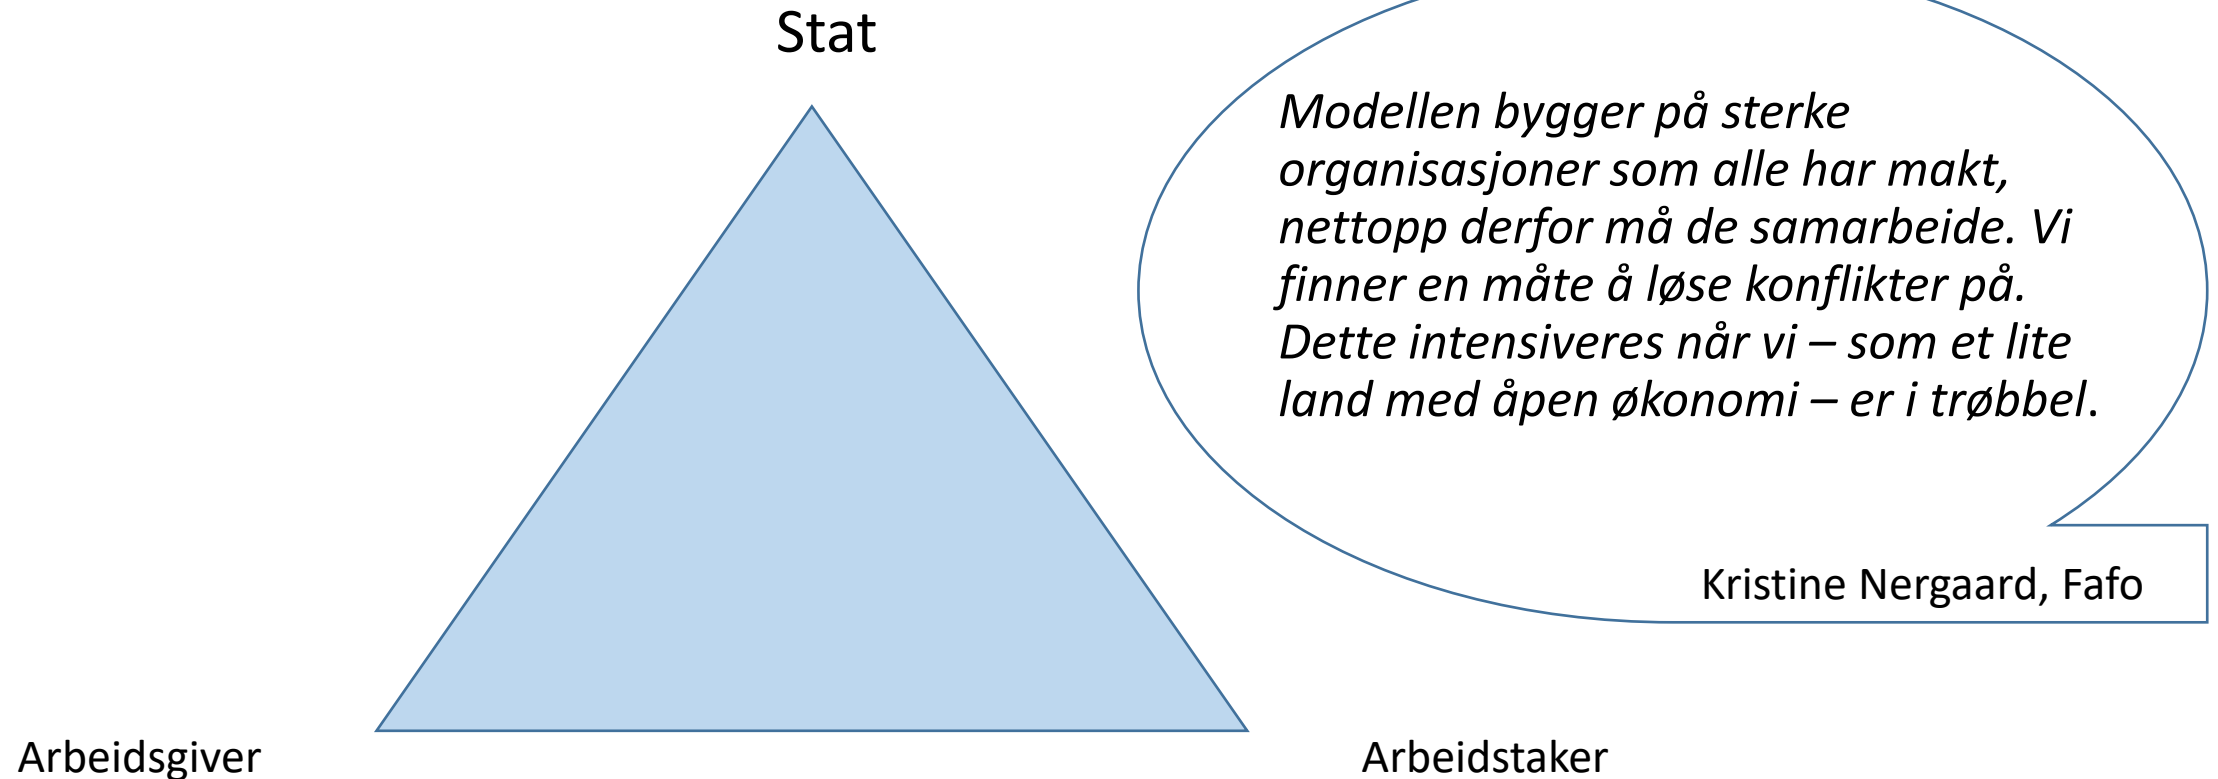 Stat
Modellen bygger på sterke
organisasjoner som alle har makt,
nettopp derfor må de samarbeide. Vi
finner en måte å løse konflikter på.
Dette intensiveres når vi – som et lite
land med åpen økonomi – er i trøbbel.
Kristine Nergaard, Fafo
Arbeidsgiver
Arbeidstaker